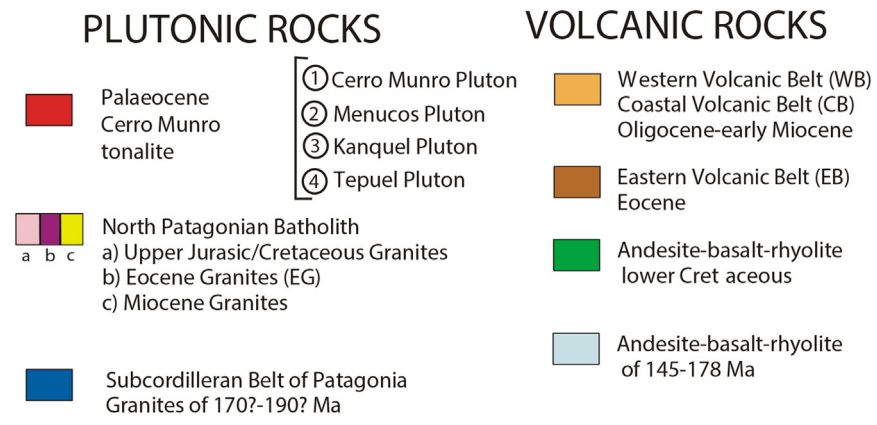 PLUTONIC ROCKS
Palaeocene
Cerro Munro
tonalite
1 Cerro Munro Pluton
2 Menucos Pluton
3 Kanquel Pluton
4 Tepuel Pluton
a b c
North Patagonian Batholith
a) Upper Jurasic/Cretaceous Granites
b) Eocene Granites (EG)
c) Miocene Granites
Subcordilleran Belt of Patagonia
Granites of 170?-190? Ma
VOLCANIC ROCKS
Western Volcanic Belt (WB)
Coastal Volcanic Belt (CB)
Oligocene-early Miocene
Eastern Volcanic Belt (EB)
Eocene
Andesite-basalt-rhyolite
lower Cret aceous
Andesite-basalt-rhyolite
of 145-178 Ma